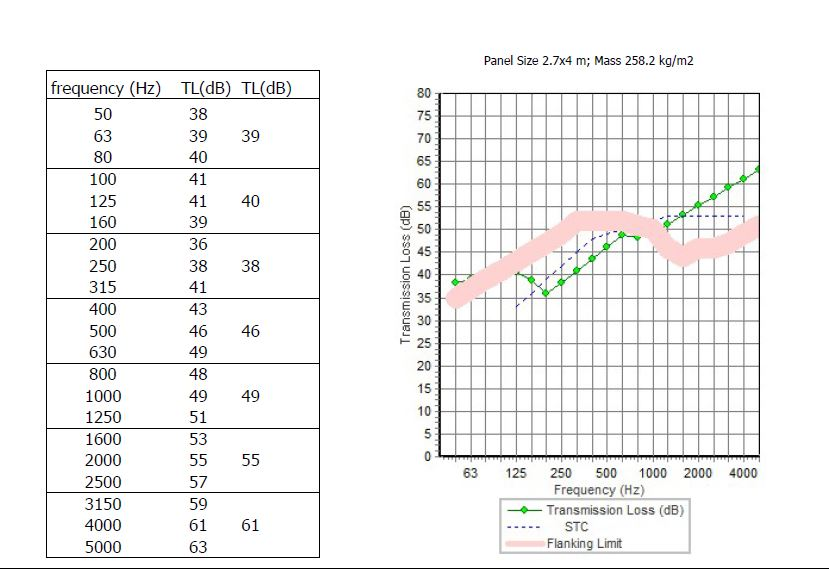 frequency (Hz) TL(dB) TL(dB)
50 38
63 39 39
80 40
100 41
125 41 40
160 39
200 36
250 38 38
315 41
400 43
500 46 46
630 49
800 48
1000 49 49
1250 51
1600 53
2000 55 55
2500 57
3150 59
4000 61 61
5000 63
Panel Size 2.7x4 m; Mass 258.2 kg/m2
Transmission Loss (dB)
80
75
70
65
60
55
50
45
40
35
30
25
20
15
10
5
0
63 125 250 500 1000 2000 4000
Frequency (Hz)
Transmission Loss (dB)
STC
Flanking Limit